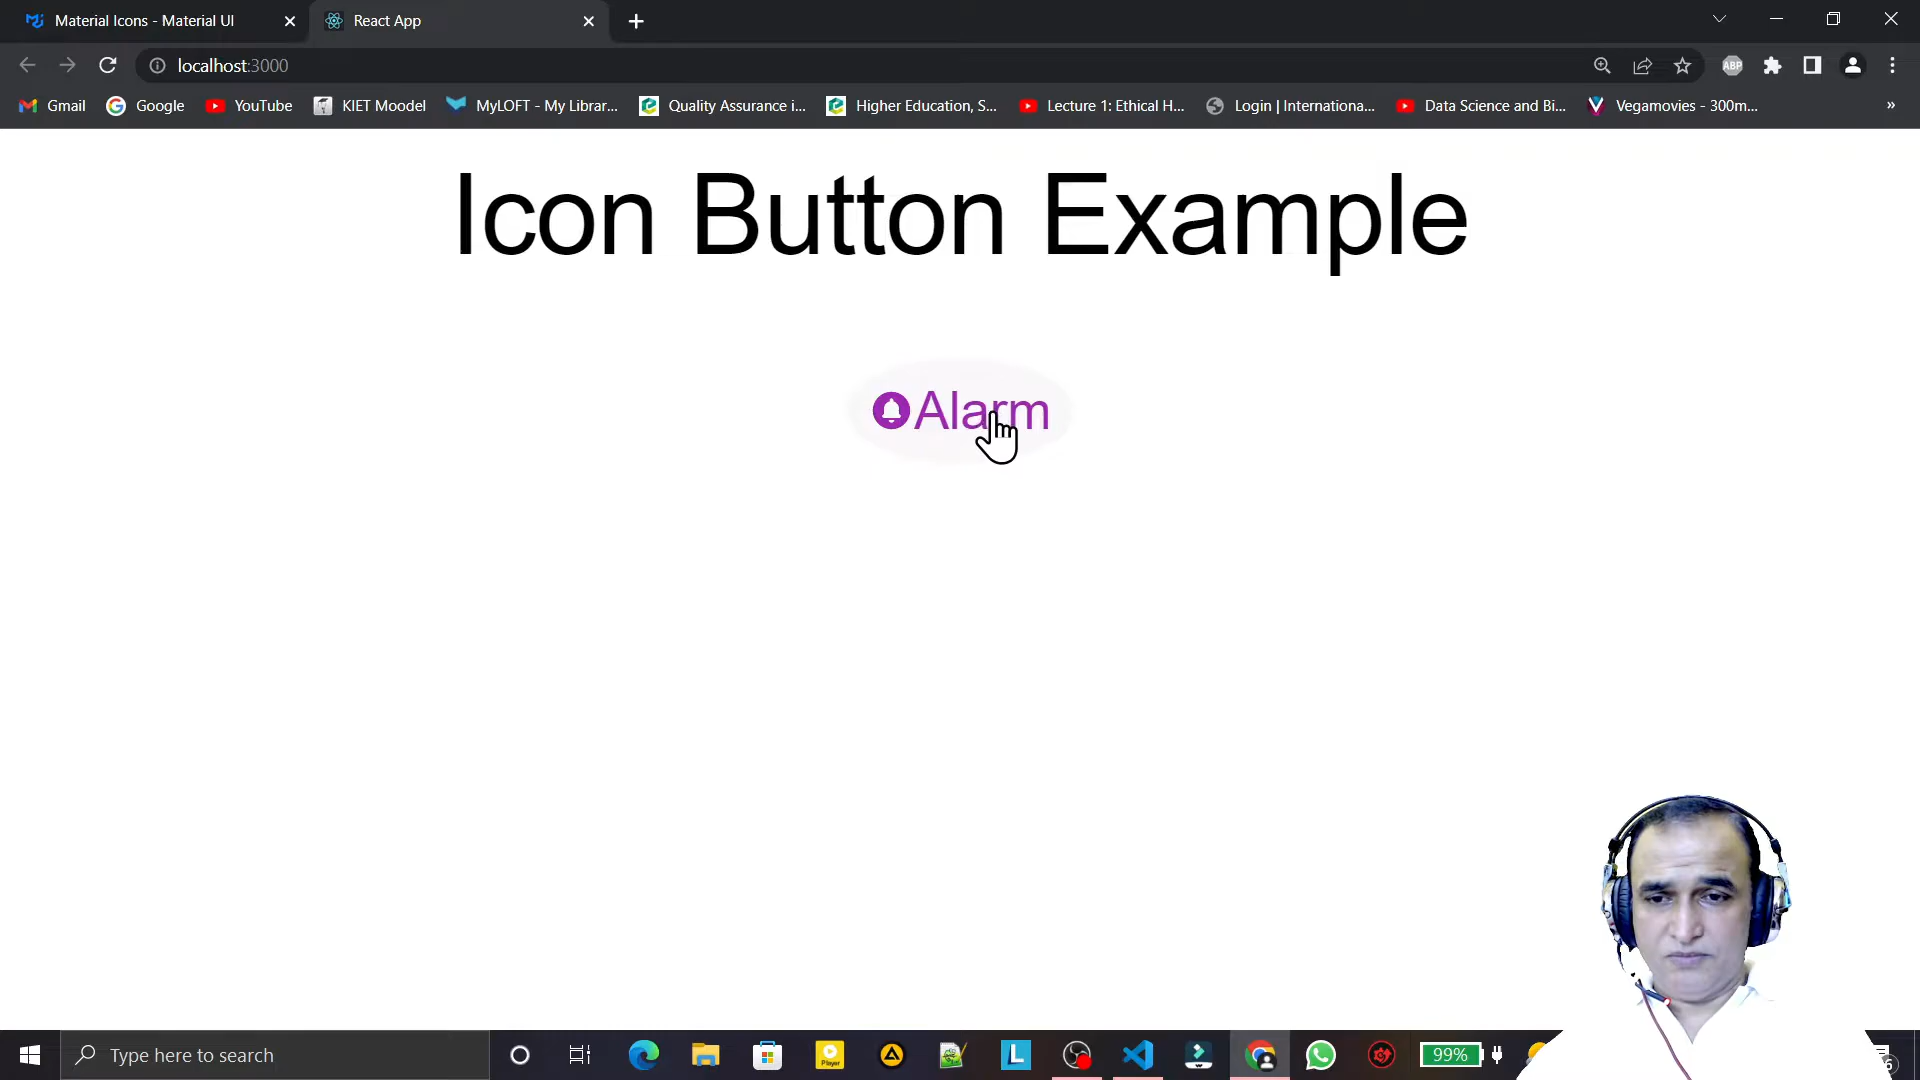 Material Icons - Material UI
React App
localhost:3000
ABP
Gmail
Google
YouTube
KIET Moodel
MyLOFT - My Librar...
Quality Assurance i...
Higher Education, S...
Lecture 1: Ethical H...
Login | Internationa...
Data Science and Bi...
Vegamovies - 300m...
»
Icon Button Example
Alarm
Type here to search
Player
L
99%